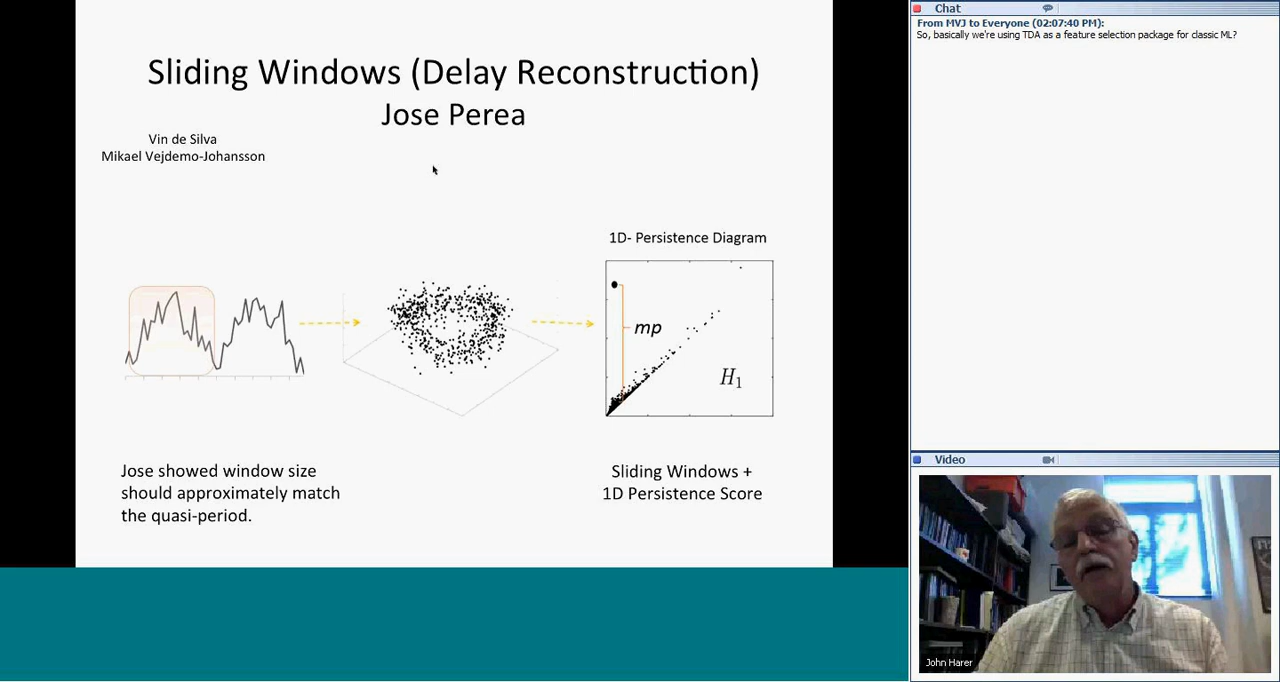 Sliding Windows (Delay Reconstruction)
Jose Perea
Vin de Silva
Mikael Vejdemo-Johansson
1D- Persistence Diagram
mp
H1
Jose showed window size
should approximately match
the quasi-period.
Sliding Windows +
1D Persistence Score
Chat
From MVJ to Everyone (02:07:40 PM):
So, basically we're using TDA as a feature selection package for classic ML?
Video
John Harer